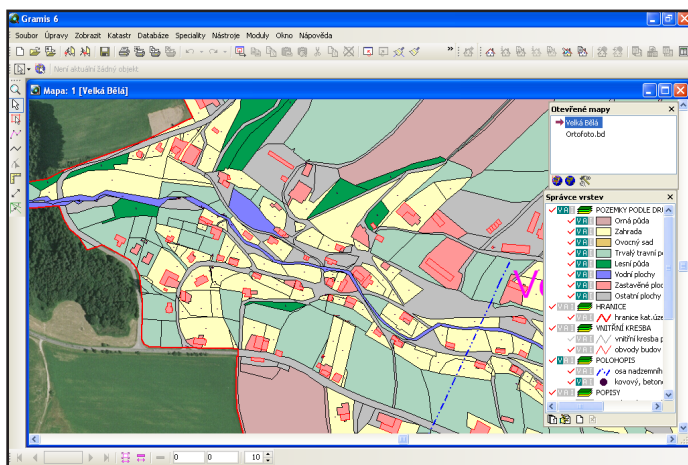 Gramis 6
Soubor Úpravy Zobrazit Katastr Databáze Speciality Nástroje Moduly Okno Nápověda
Není aktuální žádný objekt
Mapa: 1 [Velká Bělá]
Otevřené mapy
Velká Bělá
Ortofoto.bd
Správce vrstev
POZEMKY PODLE DR
Orná půda
Zahrada
Ovocný sad
Trvalý travní p
Lesní půda
Vodní plochy
Zastavěné ploc
Ostatní plochy
HRANICE
hranice kat.úze
VNITŘNÍ KRESBA
vnitřní kresba p
obvody budov
POLOHOPIS
osa nadzemníh
kovový, betono
POPISY
0 0 10